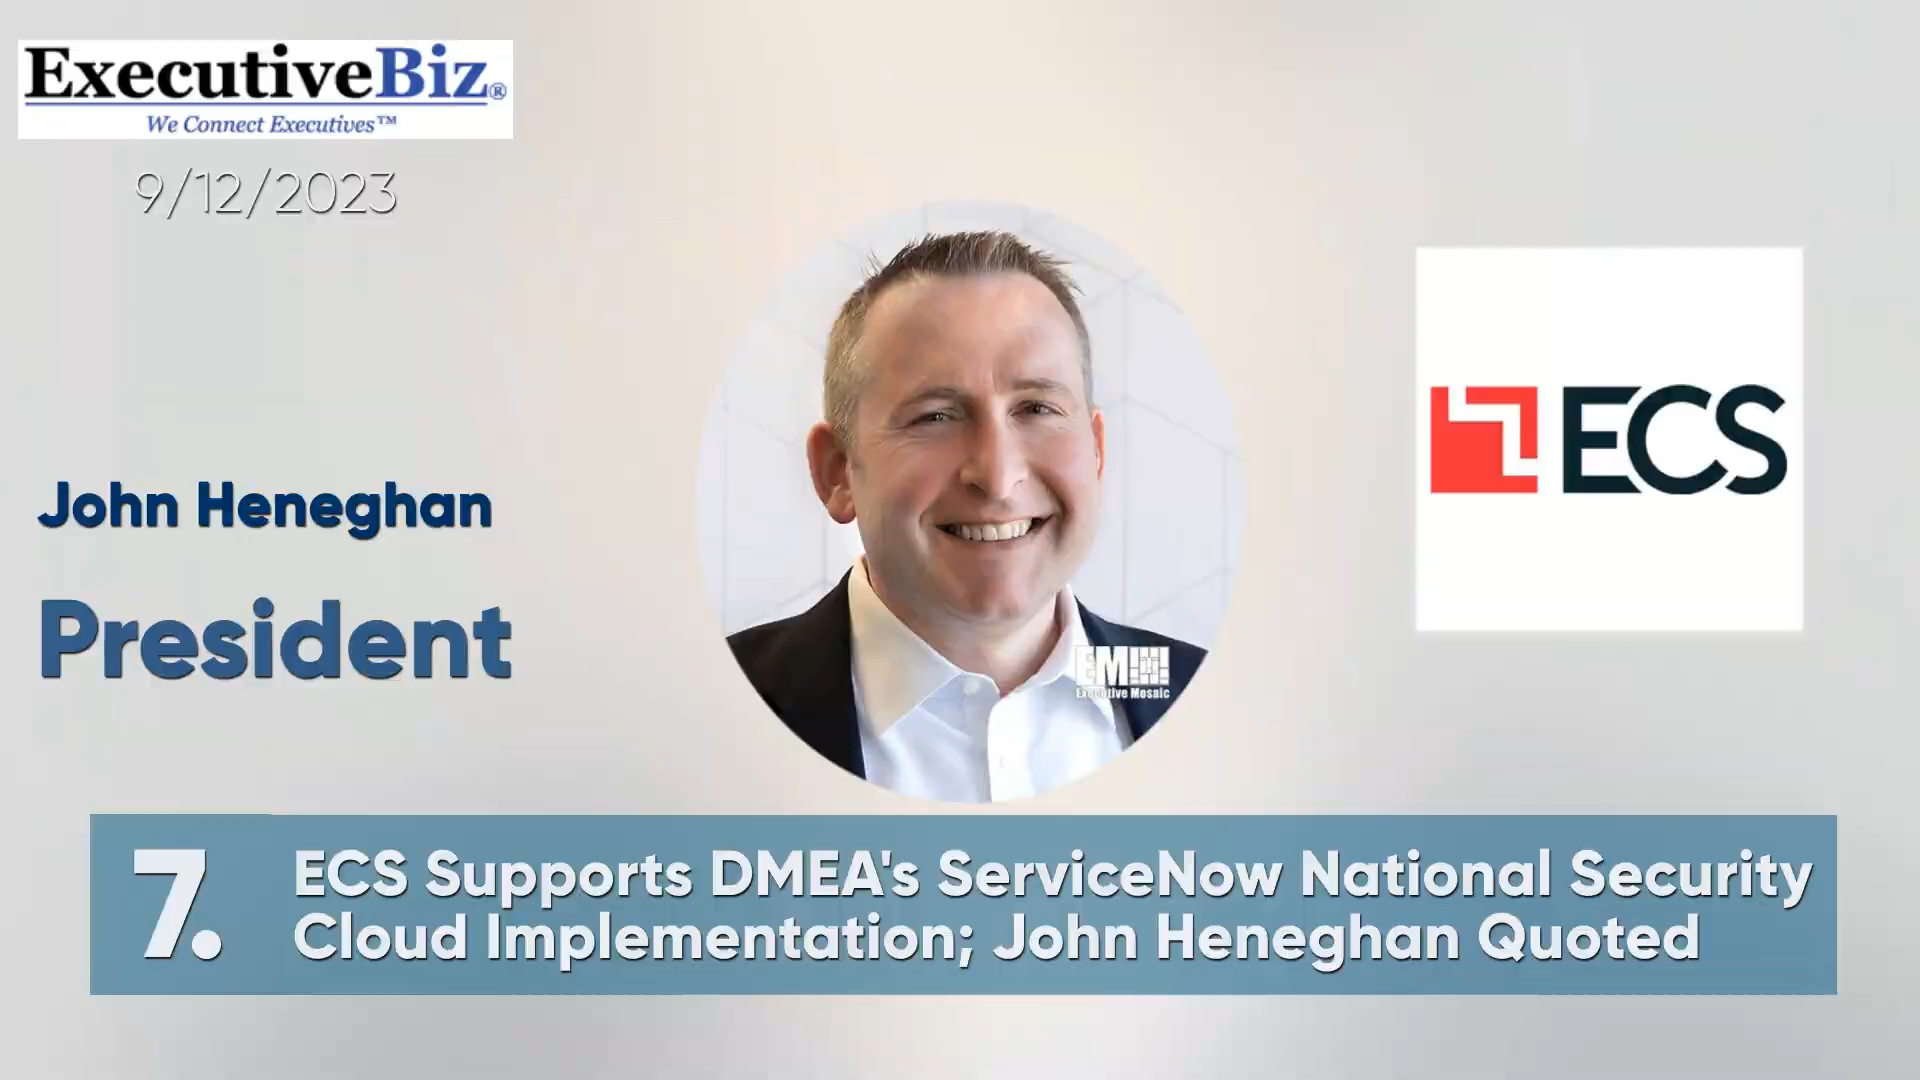 ExecutiveBiz®
We Connect Executives™
9/12/2023
ECS
John Heneghan
President
EM
Executive Mosaic
7.
ECS Supports DMEA's ServiceNow National Security
Cloud Implementation; John Heneghan Quoted